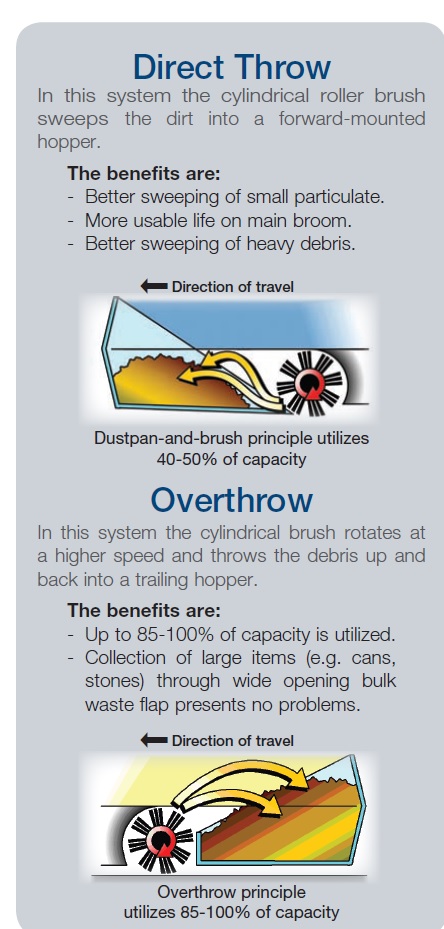 Direct Throw
In this system the cylindrical roller brush
sweeps the dirt into a forward-mounted
hopper.
The benefits are:
- Better sweeping of small particulate.
- More usable life on main broom.
- Better sweeping of heavy debris.
Direction of travel
Dustpan-and-brush principle utilizes
40-50% of capacity
Overthrow
In this system the cylindrical brush rotates at
a higher speed and throws the debris up and
back into a trailing hopper.
The benefits are:
- Up to 85-100% of capacity is utilized.
- Collection of large items (e.g. cans,
stones) through wide opening bulk
waste flap presents no problems.
Direction of travel
Overthrow principle
utilizes 85-100% of capacity